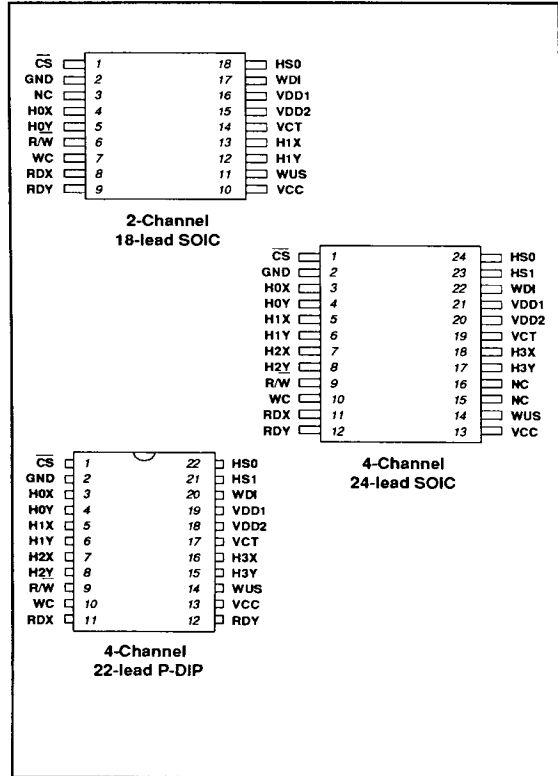 C̅S̅ 1 18 HS0
GND 2 17 WDI
NC 3 16 VDD1
H0X 4 15 VDD2
H0Y 5 14 VCT
R/W̅ 6 13 H1X
WC 7 12 H1Y
RDX 8 11 WUS
RDY 9 10 VCC
2-Channel
18-lead SOIC
C̅S̅ 1 24 HS0
GND 2 23 HS1
H0X 3 22 WDI
H0Y 4 21 VDD1
H1X 5 20 VDD2
H1Y 6 19 VCT
H2X 7 18 H3X
H2Y 8 17 H3Y
R/W̅ 9 16 NC
WC 10 15 NC
RDX 11 14 WUS
RDY 12 13 VCC
4-Channel
24-lead SOIC
C̅S̅ 1 22 HS0
GND 2 21 HS1
H0X 3 20 WDI
H0Y 4 19 VDD1
H1X 5 18 VDD2
H1Y 6 17 VCT
H2X 7 16 H3X
H2Y 8 15 H3Y
R/W̅ 9 14 WUS
WC 10 13 VCC
RDX 11 12 RDY
4-Channel
22-lead P-DIP